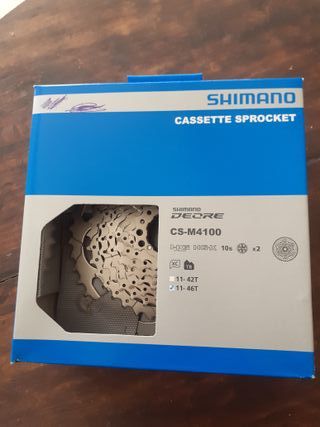 SHIMANO
CASSETTE SPROCKET
SHIMANO
DEORE
CS-M4100
10s x2
11- 42T
11- 46T